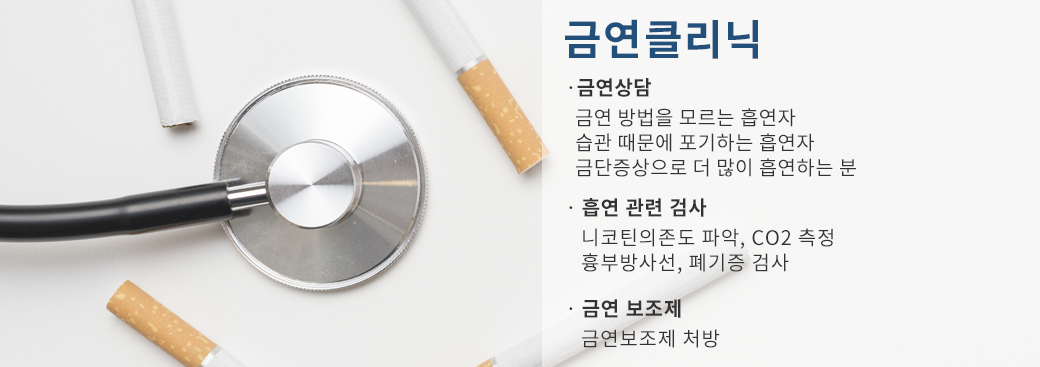 금연클리닉
·금연상담
금연 방법을 모르는 흡연자
습관 때문에 포기하는 흡연자
금단증상으로 더 많이 흡연하는 분
· 흡연 관련 검사
니코틴의존도 파악, CO2 측정
흉부방사선, 폐기증 검사
· 금연 보조제
금연보조제 처방